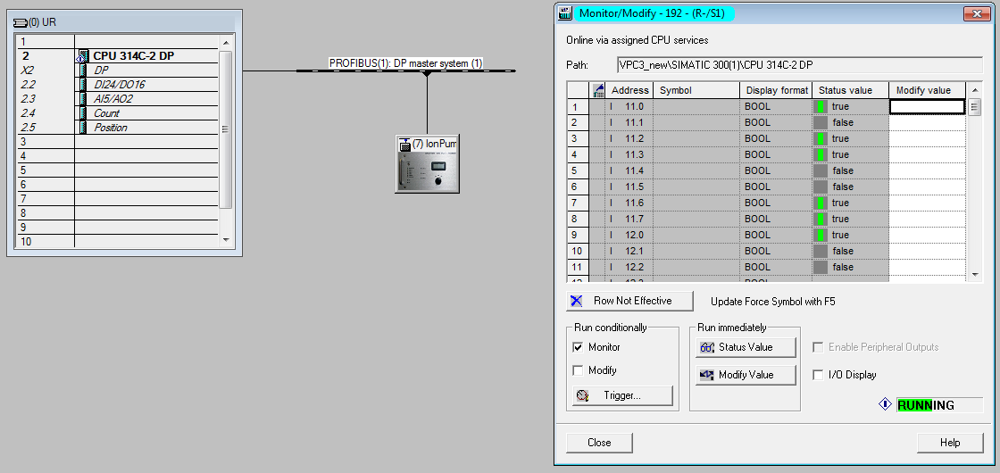 (0) UR
1
2 CPU 314C-2 DP
X2 DP
2.2 DI24/DO16
2.3 AI5/AO2
2.4 Count
2.5 Position
3
4
5
6
7
8
9
10
PROFIBUS(1): DP master system (1)
(7) IonPum
Monitor/Modify - 192 - (R-/S1)
Online via assigned CPU services
Path: VPC3_new\SIMATIC 300(1)\CPU 314C-2 DP
Address Symbol Display format Status value Modify value
1 I 11.0 BOOL true
2 I 11.1 BOOL false
3 I 11.2 BOOL true
4 I 11.3 BOOL true
5 I 11.4 BOOL false
6 I 11.5 BOOL false
7 I 11.6 BOOL true
8 I 11.7 BOOL true
9 I 12.0 BOOL true
10 I 12.1 BOOL false
11 I 12.2 BOOL false
Row Not Effective Update Force Symbol with F5
Run conditionally Run immediately
Monitor Status Value Enable Peripheral Outputs
Modify Modify Value I/O Display
Trigger...
RUNNING
Close Help